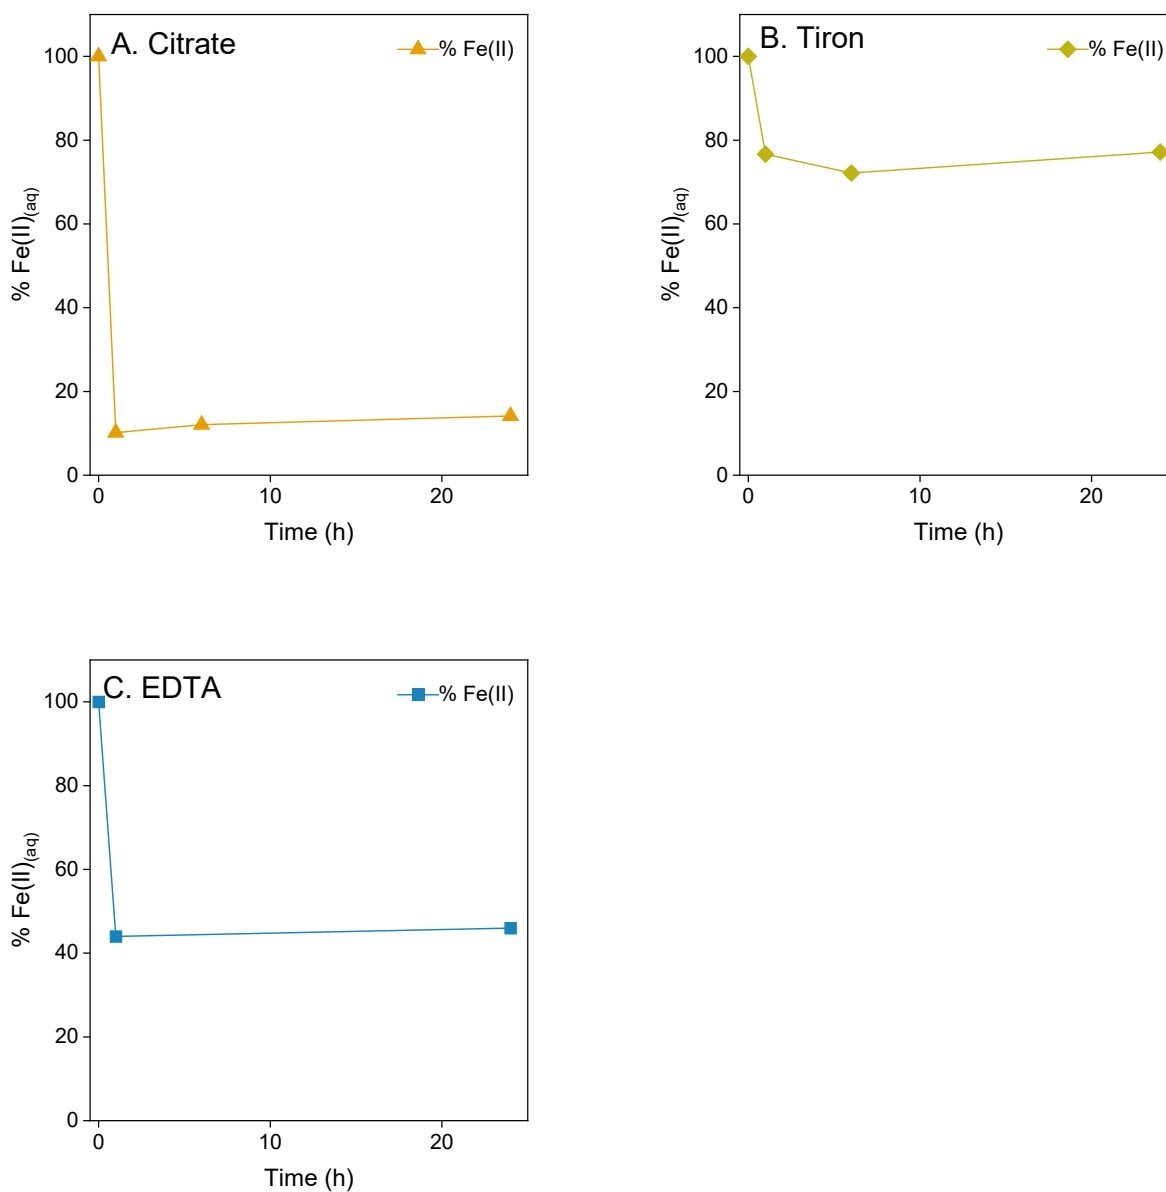 A. Citrate
% Fe(II)
100
80
60
40
20
0
% Fe(II)(aq)
0 10 20
Time (h)
B. Tiron
% Fe(II)
100
80
60
40
20
0
% Fe(II)(aq)
0 10 20
Time (h)
C. EDTA
% Fe(II)
100
80
60
40
20
0
% Fe(II)(aq)
0 10 20
Time (h)